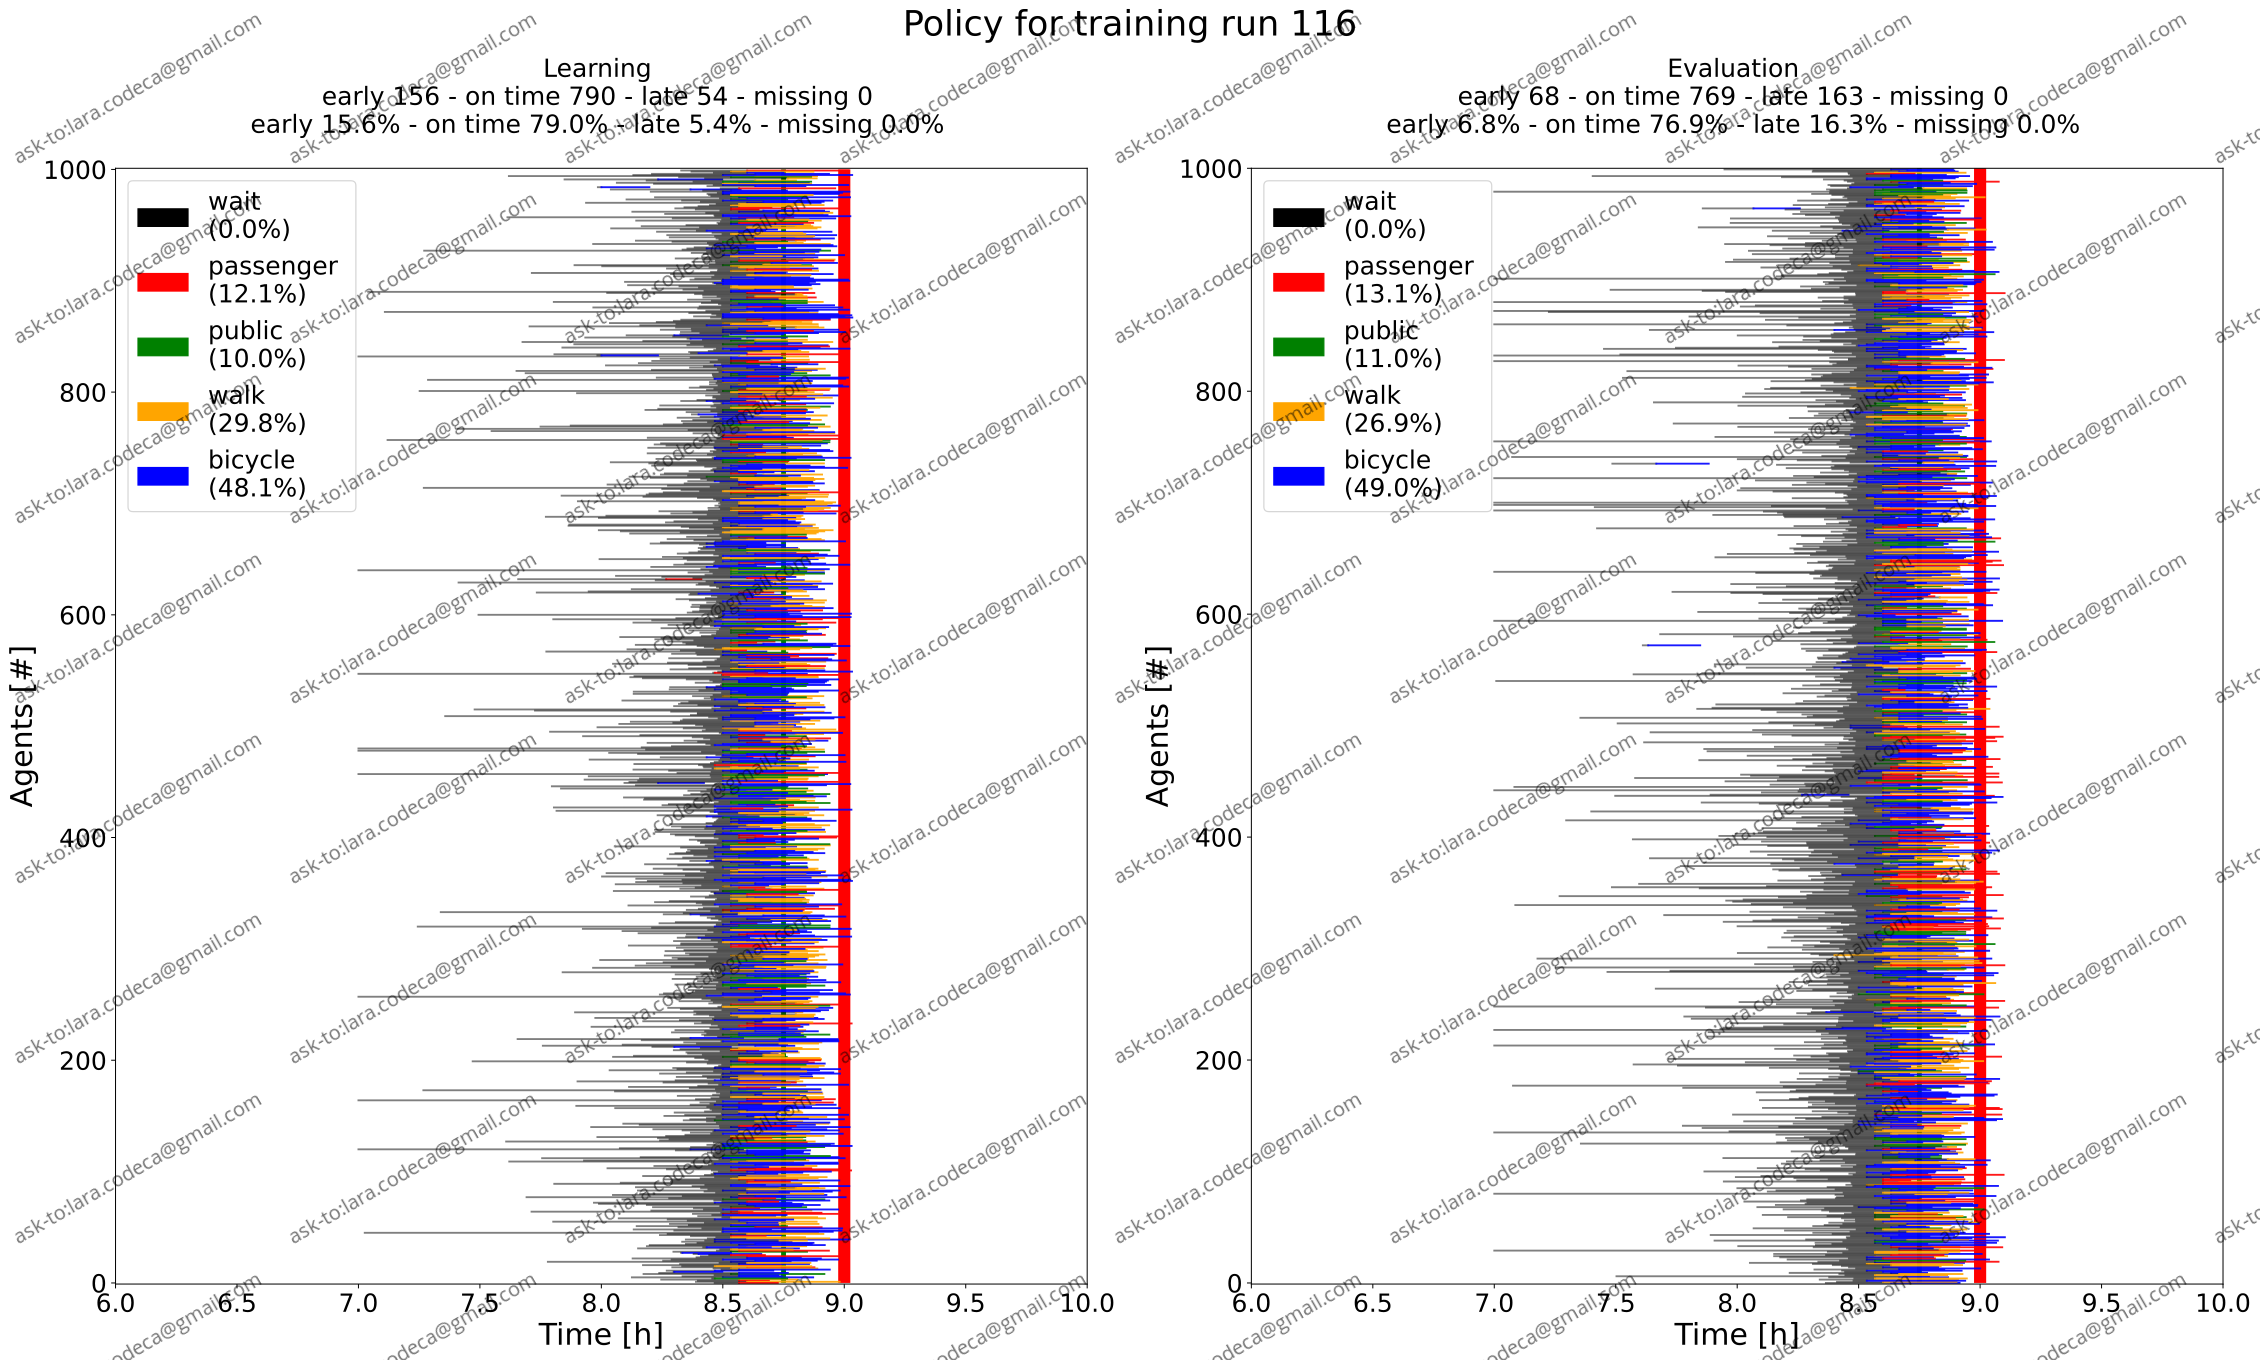 Policy for training run 116
Learning
early 156 - on time 790 - late 54 - missing 0
early 15.6% - on time 79.0% - late 5.4% - missing 0.0%
1000
800
600
400
200
0
Agents [#]
wait
(0.0%)
passenger
(12.1%)
public
(10.0%)
walk
(29.8%)
bicycle
(48.1%)
6.0 6.5 7.0 7.5 8.0 8.5 9.0 9.5 10.0
Time [h]
Evaluation
early 68 - on time 769 - late 163 - missing 0
early 6.8% - on time 76.9% - late 16.3% - missing 0.0%
1000
800
600
400
200
0
Agents [#]
wait
(0.0%)
passenger
(13.1%)
public
(11.0%)
walk
(26.9%)
bicycle
(49.0%)
6.0 6.5 7.0 7.5 8.0 8.5 9.0 9.5 10.0
Time [h]
ask-to:lara.codeca@gmail.com